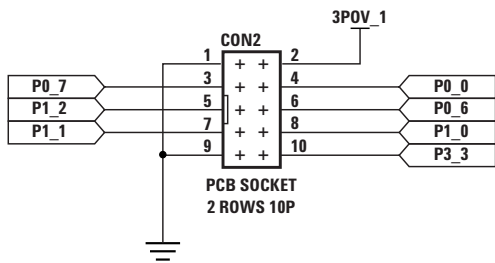 3POV_1
CON2
1 2
P0_7 3 4 P0_0
P1_2 5 6 P0_6
P1_1 7 8 P1_0
9 10 P3_3
PCB SOCKET
2 ROWS 10P